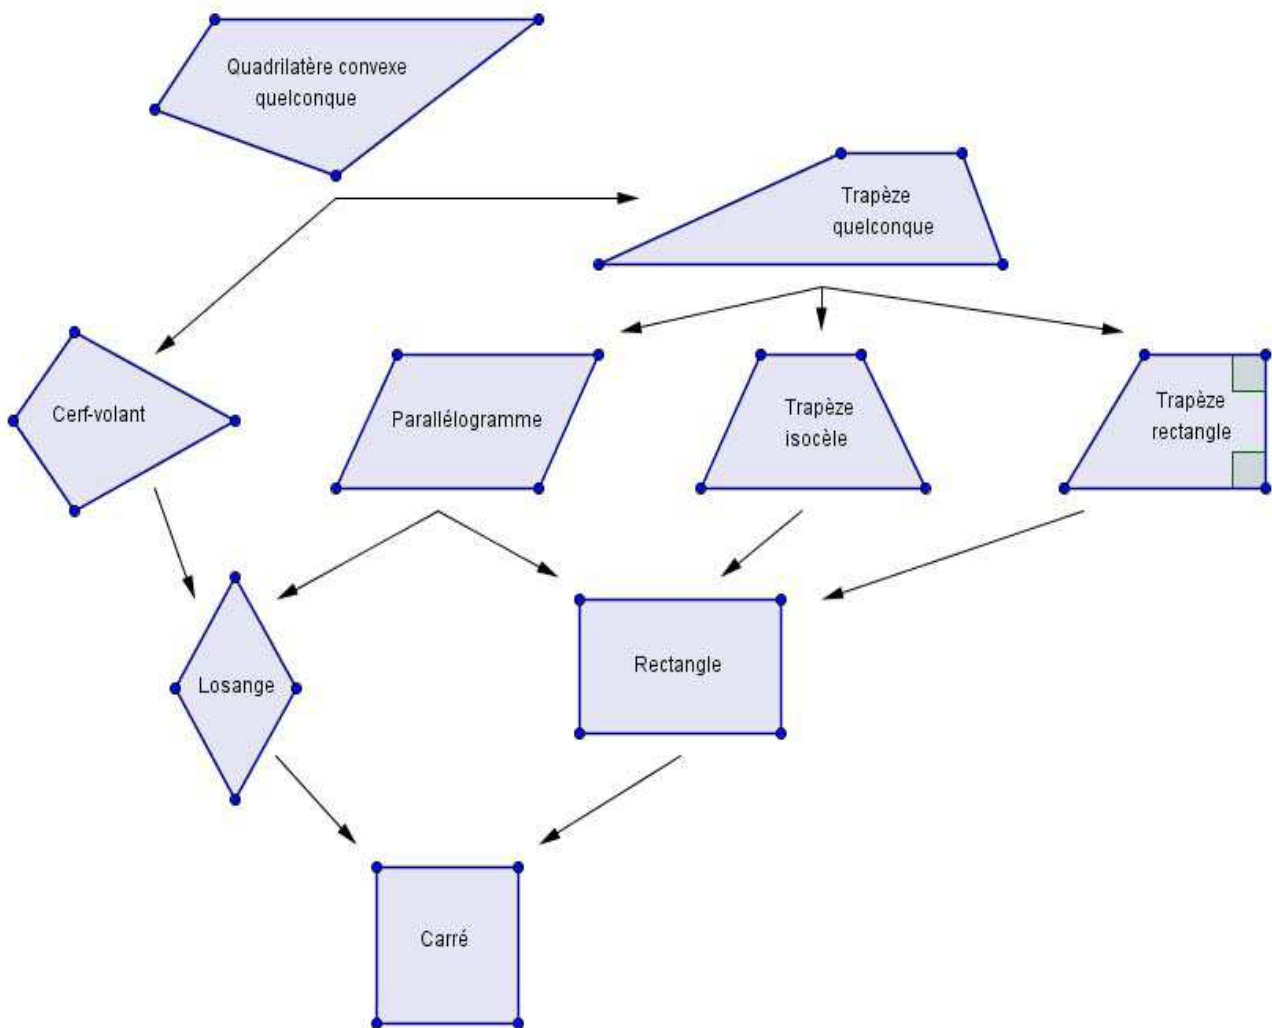 Quadrilatère convexe
quelconque
Trapèze
quelconque
Cerf-volant
Parallélogramme
Trapèze
isocèle
Trapèze
rectangle
Losange
Rectangle
Carré